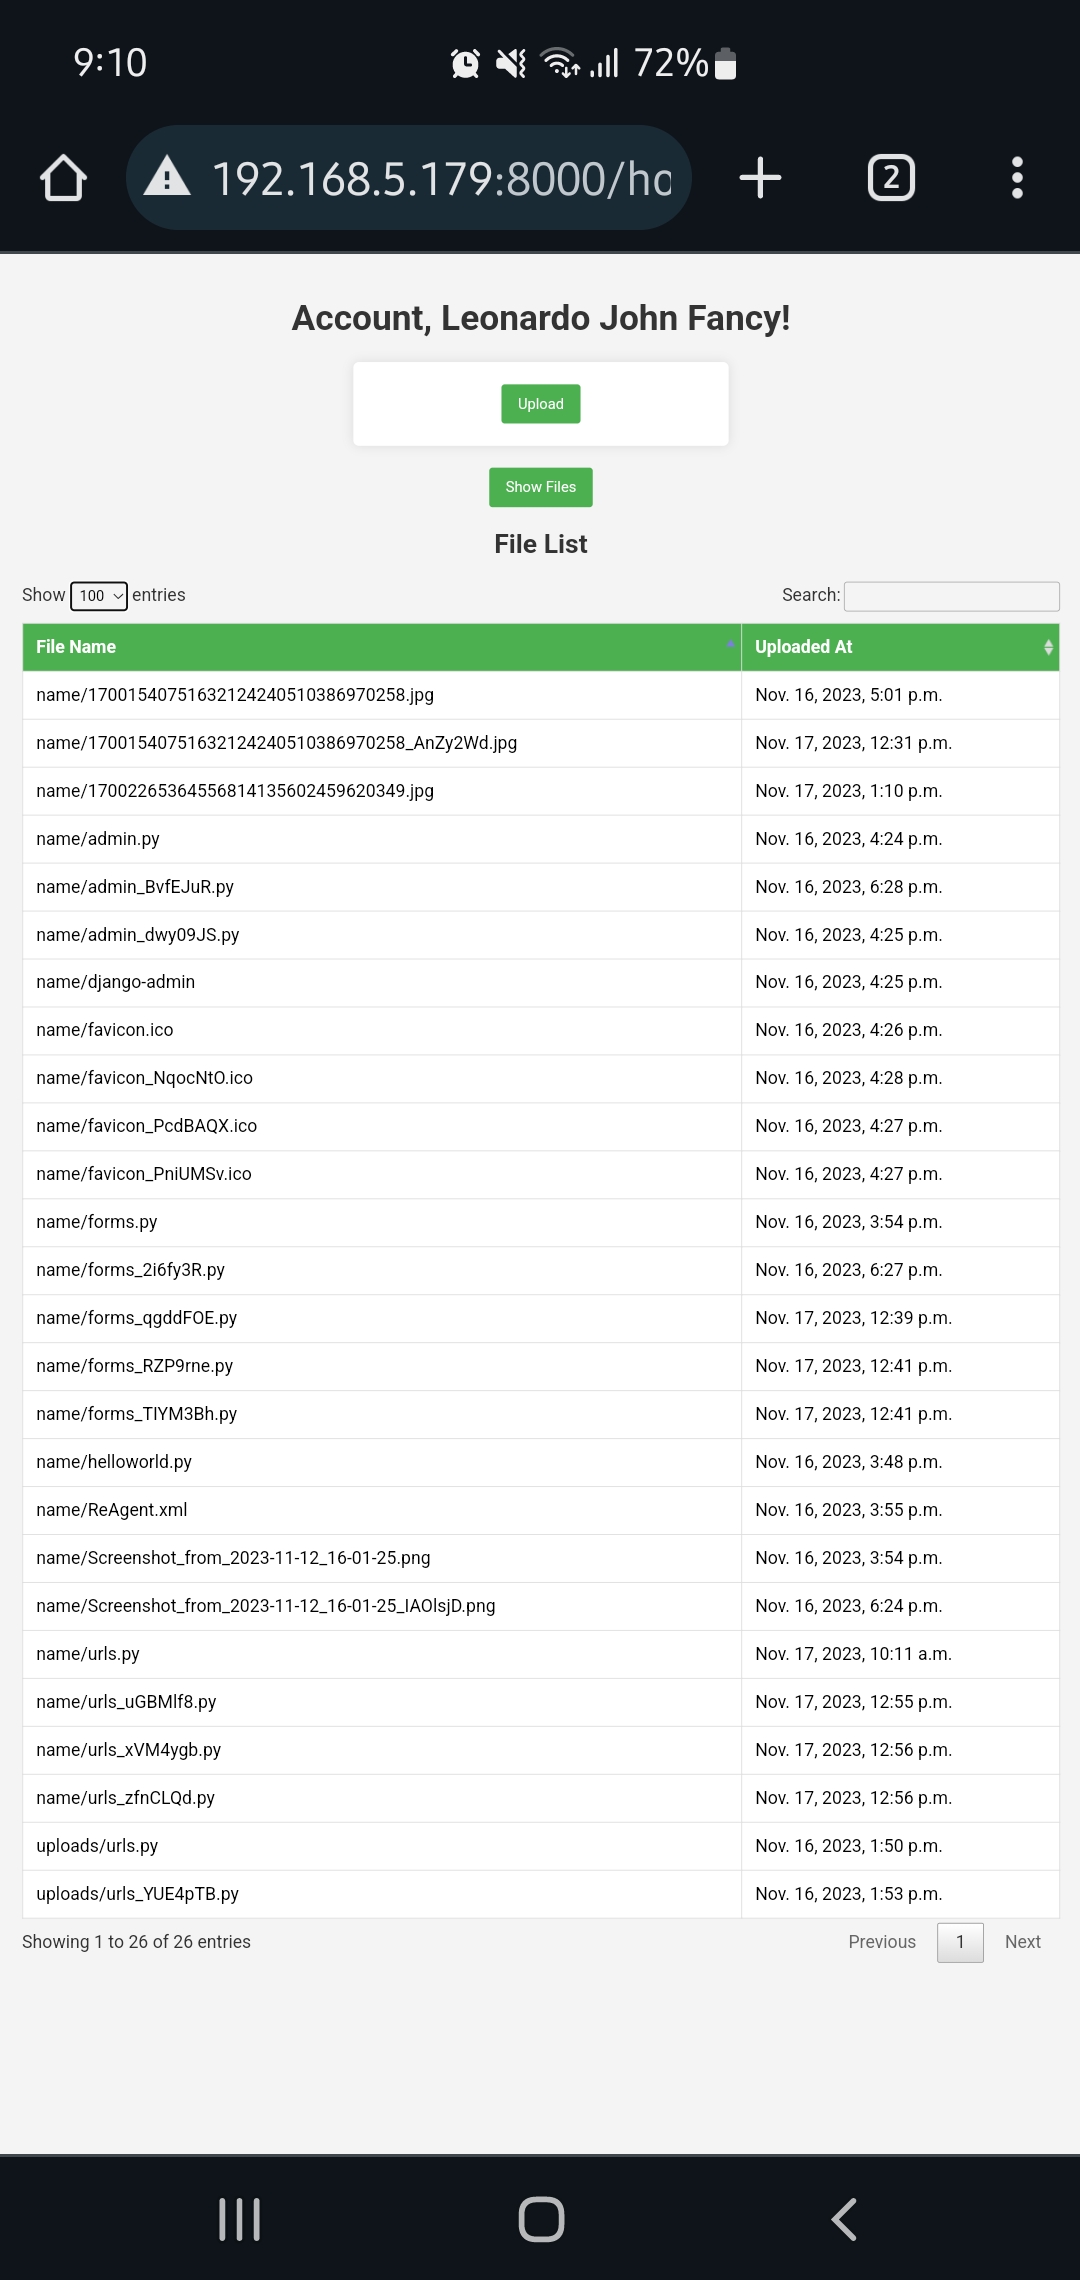 9:10 72%
192.168.5.179:8000/ho
2
Account, Leonardo John Fancy!
Upload
Show Files
File List
Show 100 entries Search:
File Name Uploaded At
name/17001540751632124240510386970258.jpg Nov. 16, 2023, 5:01 p.m.
name/17001540751632124240510386970258_AnZy2Wd.jpg Nov. 17, 2023, 12:31 p.m.
name/17002265364556814135602459620349.jpg Nov. 17, 2023, 1:10 p.m.
name/admin.py Nov. 16, 2023, 4:24 p.m.
name/admin_BvfEJuR.py Nov. 16, 2023, 6:28 p.m.
name/admin_dwy09JS.py Nov. 16, 2023, 4:25 p.m.
name/django-admin Nov. 16, 2023, 4:25 p.m.
name/favicon.ico Nov. 16, 2023, 4:26 p.m.
name/favicon_NqocNtO.ico Nov. 16, 2023, 4:28 p.m.
name/favicon_PcdBAQX.ico Nov. 16, 2023, 4:27 p.m.
name/favicon_PniUMSv.ico Nov. 16, 2023, 4:27 p.m.
name/forms.py Nov. 16, 2023, 3:54 p.m.
name/forms_2i6fy3R.py Nov. 16, 2023, 6:27 p.m.
name/forms_qgddFOE.py Nov. 17, 2023, 12:39 p.m.
name/forms_RZP9rne.py Nov. 17, 2023, 12:41 p.m.
name/forms_TIYM3Bh.py Nov. 17, 2023, 12:41 p.m.
name/helloworld.py Nov. 16, 2023, 3:48 p.m.
name/ReAgent.xml Nov. 16, 2023, 3:55 p.m.
name/Screenshot_from_2023-11-12_16-01-25.png Nov. 16, 2023, 3:54 p.m.
name/Screenshot_from_2023-11-12_16-01-25_IAOlsjD.png Nov. 16, 2023, 6:24 p.m.
name/urls.py Nov. 17, 2023, 10:11 a.m.
name/urls_uGBMlf8.py Nov. 17, 2023, 12:55 p.m.
name/urls_xVM4ygb.py Nov. 17, 2023, 12:56 p.m.
name/urls_zfnCLQd.py Nov. 17, 2023, 12:56 p.m.
uploads/urls.py Nov. 16, 2023, 1:50 p.m.
uploads/urls_YUE4pTB.py Nov. 16, 2023, 1:53 p.m.
Showing 1 to 26 of 26 entries Previous 1 Next